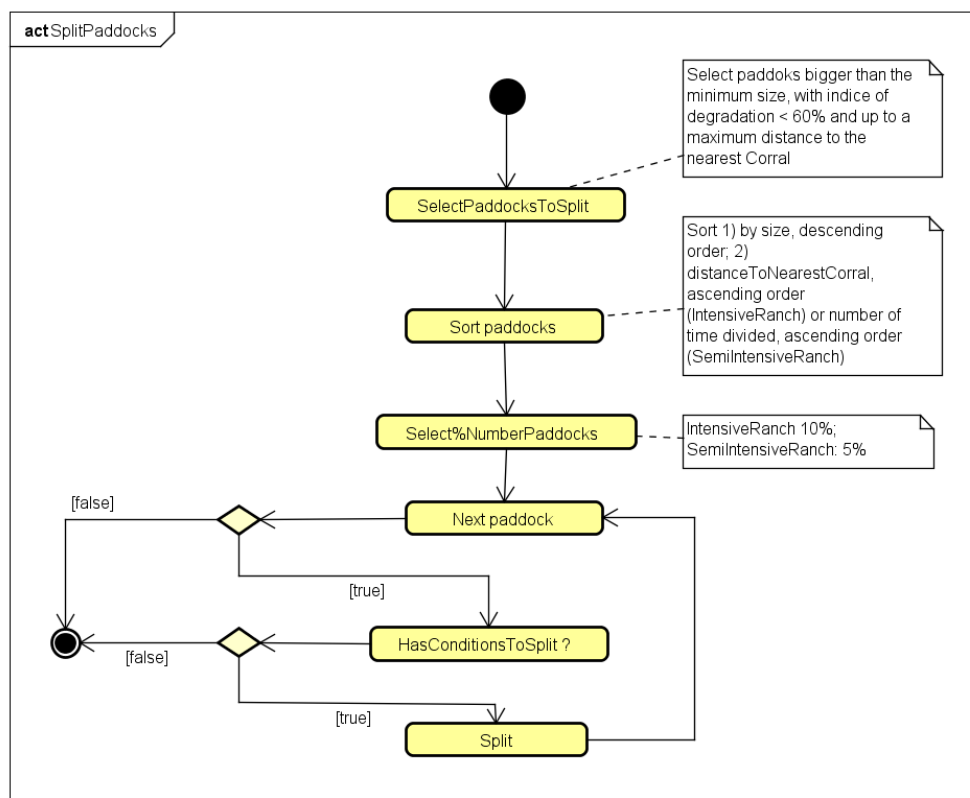 act SplitPaddocks
Select paddoks bigger than the
minimum size, with indice of
degradation < 60% and up to a
maximum distance to the
nearest Corral
SelectPaddocksToSplit
Sort 1) by size, descending
order; 2)
distanceToNearestCorral,
ascending order
(IntensiveRanch) or number of
time divided, ascending order
(SemiIntensiveRanch)
Sort paddocks
Select%NumberPaddocks
IntensiveRanch 10%;
SemiIntensiveRanch: 5%
[false]
Next paddock
[true]
HasConditionsToSplit ?
[false]
[true]
Split